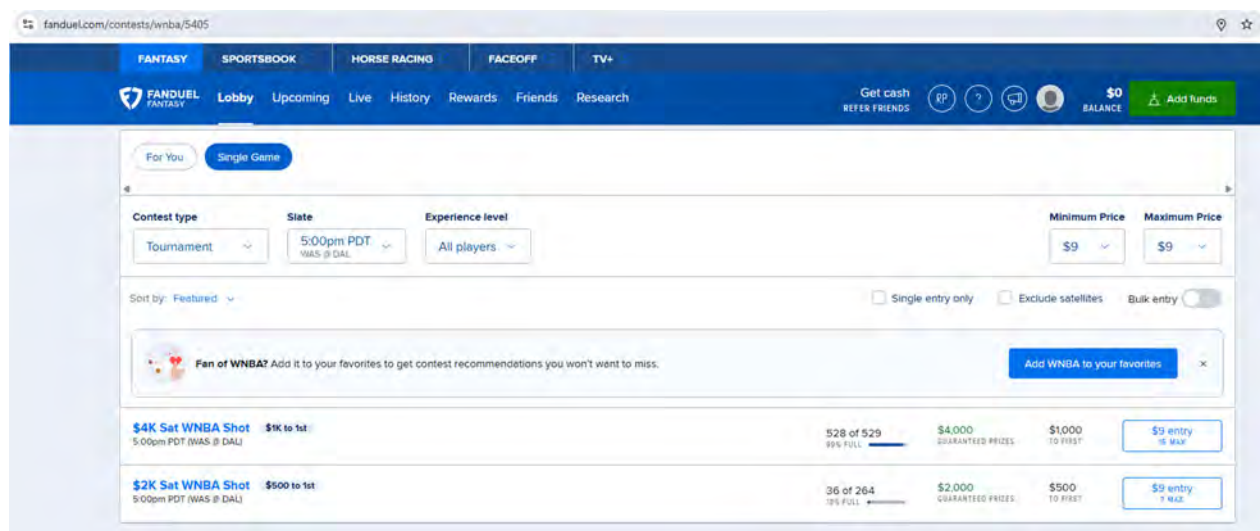 fanduel.com/contests/wnba/5405
FANTASY SPORTSBOOK HORSE RACING FACEOFF TV+
FANDUEL FANTASY Lobby Upcoming Live History Rewards Friends Research Get cash REFER FRIENDS RP ? $0 BALANCE Add funds
For You Single Game
Contest type Slate Experience level Minimum Price Maximum Price
Tournament 5:00pm PDT All players $9 $9
WAS @ DAL
Sort by: Featured Single entry only Exclude satellites Bulk entry
Fan of WNBA? Add it to your favorites to get contest recommendations you won't want to miss. Add WNBA to your favorites ×
$4K Sat WNBA Shot $1K to 1st 528 of 529 $4,000 $1,000 $9 entry
5:00pm PDT (WAS @ DAL) 99% FULL GUARANTEED PRIZES TO FIRST 15 MAX
$2K Sat WNBA Shot $500 to 1st 36 of 264 $2,000 $500 $9 entry
5:00pm PDT (WAS @ DAL) FULL GUARANTEED PRIZES TO FIRST 7 MAX